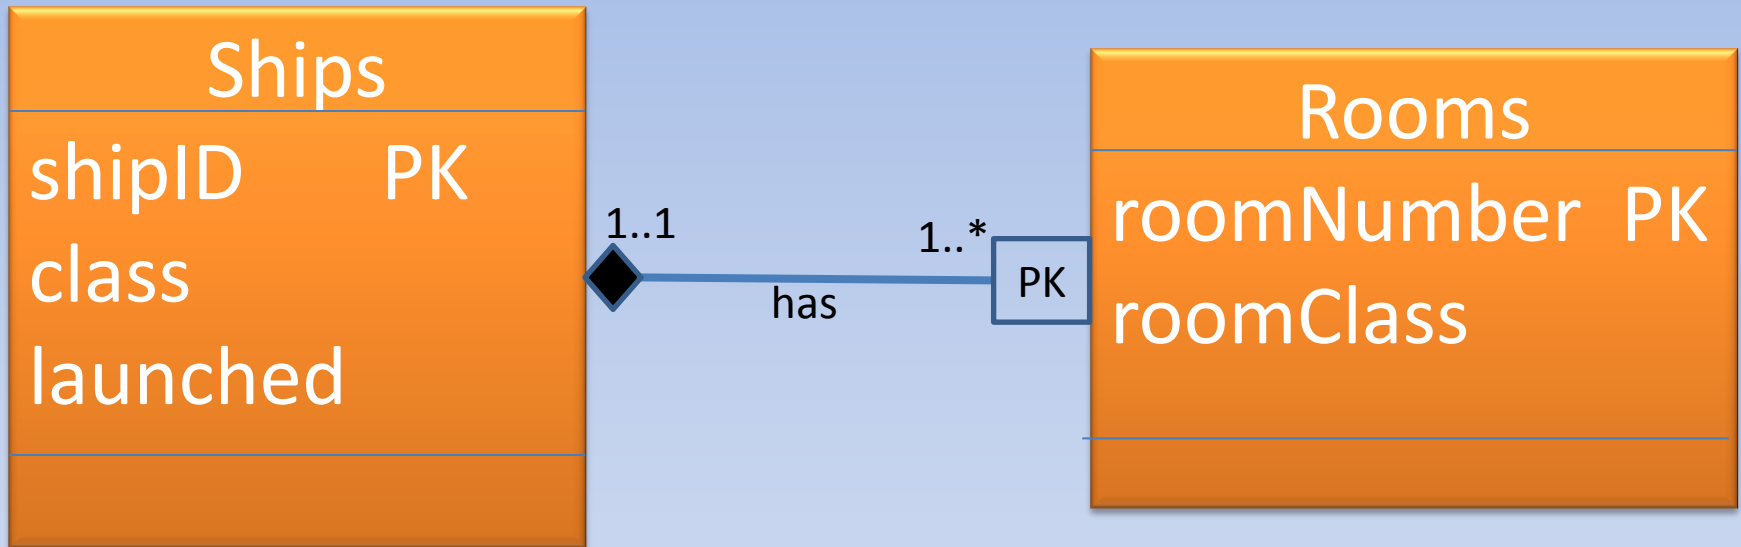 Ships
shipID PK
class
launched
1..1
has
1..*
PK
Rooms
roomNumber PK
roomClass